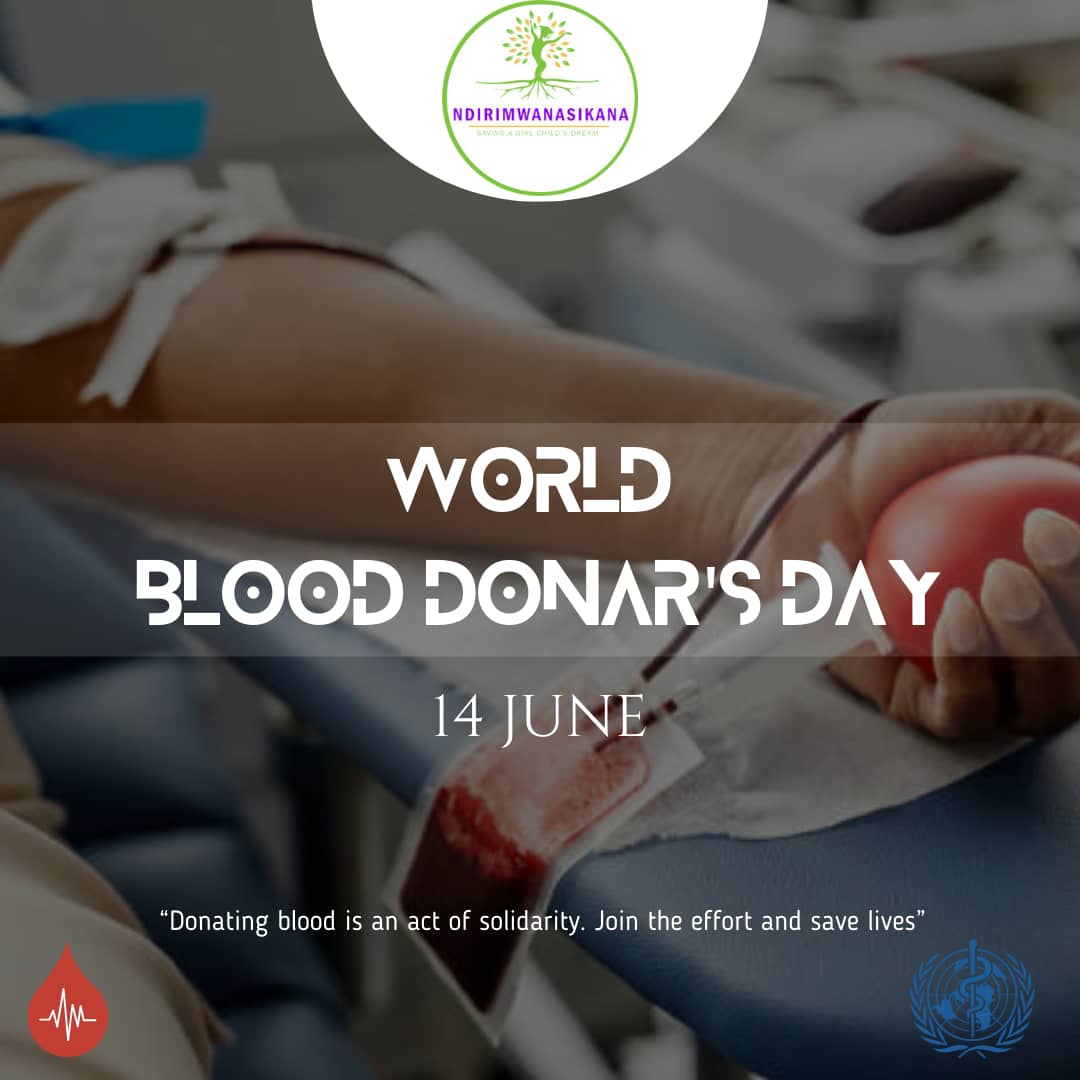 NDIRIMWANASIKANA
SAVING A GIRL CHILD'S DREAM
WORLD
BLOOD DONAR'S DAY
14 JUNE
“Donating blood is an act of solidarity. Join the effort and save lives”